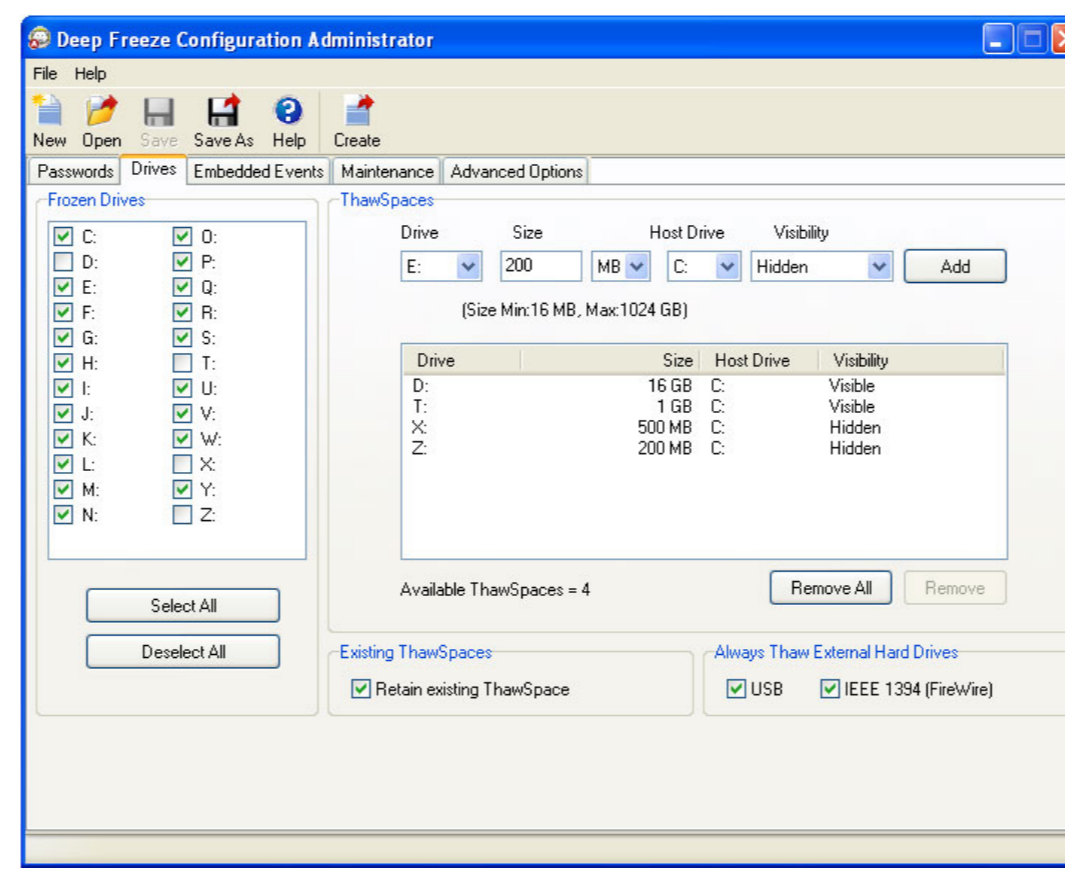 Deep Freeze Configuration Administrator
File Help
New Open Save Save As Help Create
Passwords Drives Embedded Events Maintenance Advanced Options
Frozen Drives
C: O:
D: P:
E: Q:
F: R:
G: S:
H: T:
I: U:
J: V:
K: W:
L: X:
M: Y:
N: Z:
Select All
Deselect All
ThawSpaces
Drive Size Host Drive Visibility
E: 200 MB C: Hidden Add
(Size Min:16 MB, Max:1024 GB)
Drive Size Host Drive Visibility
D: 16 GB C: Visible
T: 1 GB C: Visible
X: 500 MB C: Hidden
Z: 200 MB C: Hidden
Available ThawSpaces = 4
Remove All Remove
Existing ThawSpaces
Retain existing ThawSpace
Always Thaw External Hard Drives
USB IEEE 1394 (FireWire)